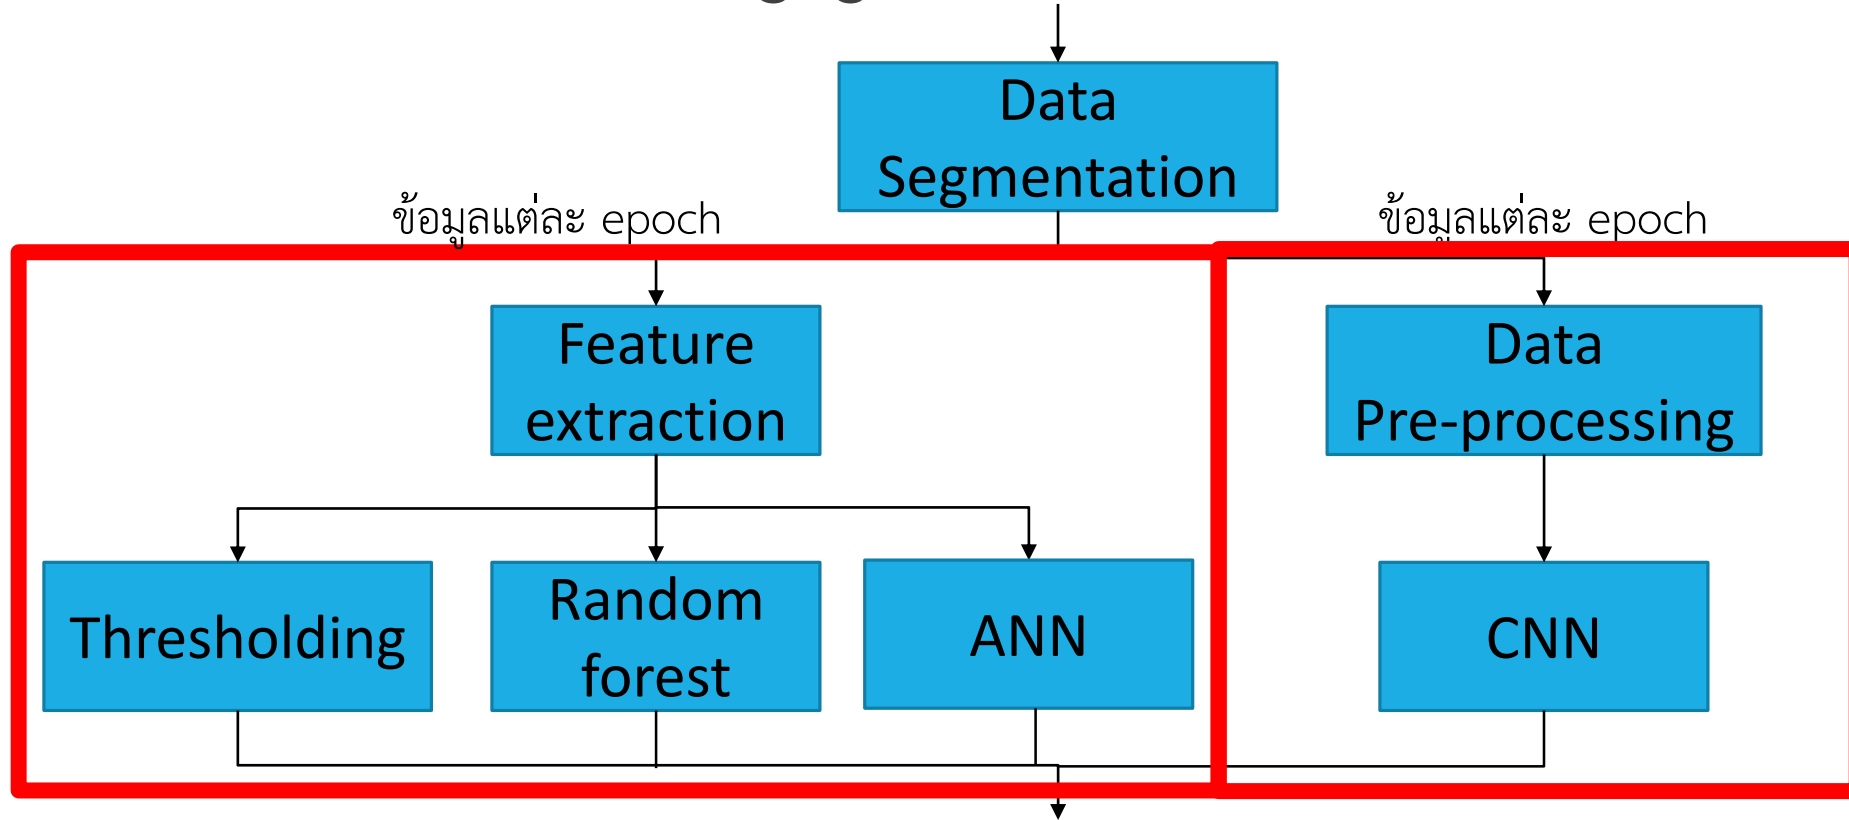 Data
Segmentation
ข้อมูลแต่ละ epoch
ข้อมูลแต่ละ epoch
Feature
extraction
Data
Pre-processing
Thresholding
Random
forest
ANN
CNN